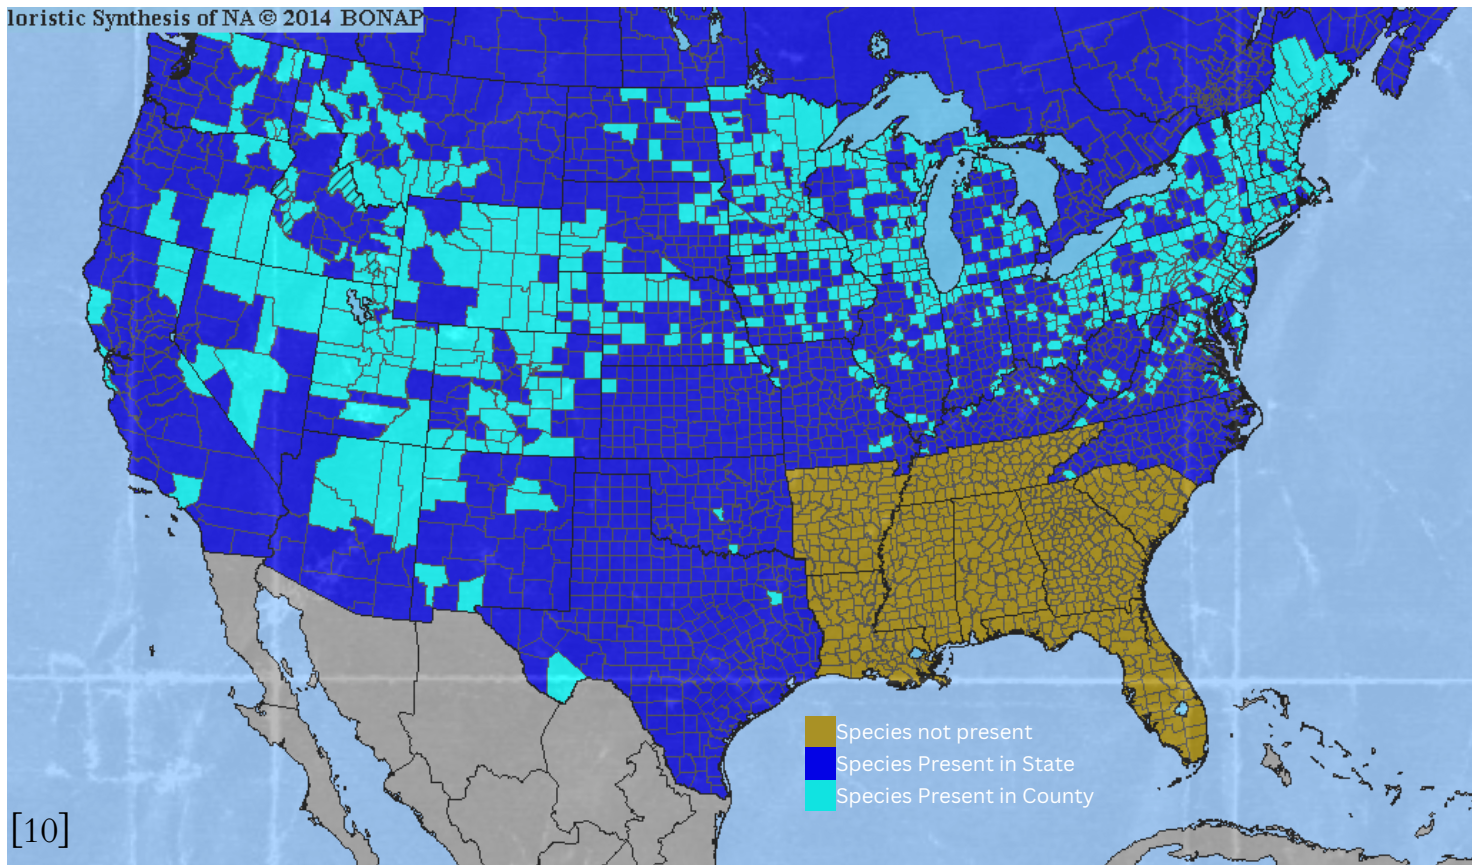 loristic Synthesis of NA © 2014 BONAP
Species not present
Species Present in State
Species Present in County
[10]